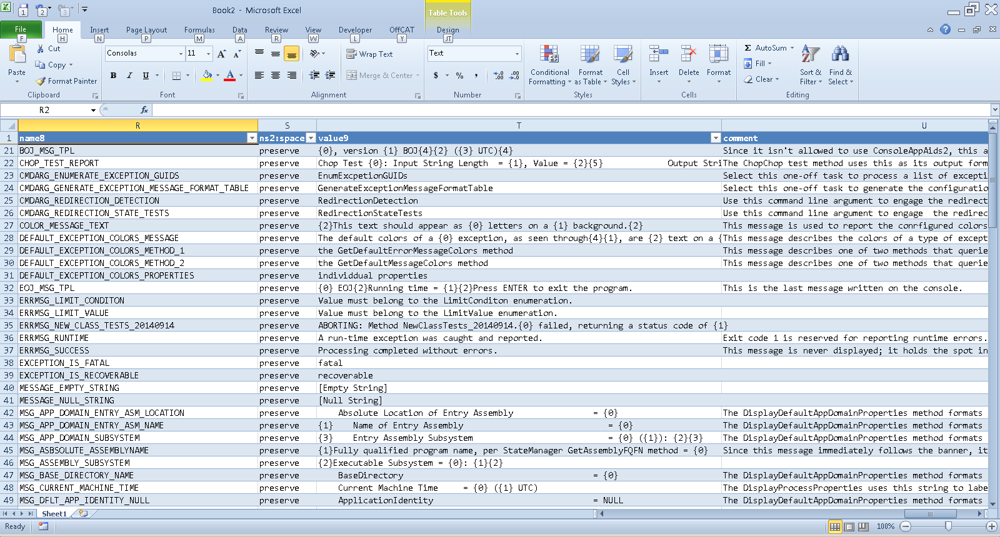 1 2 3 Book2 - Microsoft Excel Table Tools
File Home Insert Page Layout Formulas Data Review View Developer OffCAT Design
F H N P M A R W L Y JT
Cut Consolas 11 Wrap Text Text AutoSum
Copy Paste Conditional Format Cell Insert Delete Format Fill Sort & Find &
Format Painter B I U A Merge & Center $ % , Formatting as Table Styles Clear Filter Select
Clipboard Font Alignment Number Styles Cells Editing
R2 fx
R S T U
1 name8 ns2:space value9 comment
21 BOJ_MSG_TPL preserve {0}, version {1} BOJ{4}{2} ({3} UTC){4} Since it isn't allowed to use ConsoleAppAids2, this a
22 CHOP_TEST_REPORT preserve Chop Test {0}: Input String Length = {1}, Value = {2}{5} Output Stri The ChopChop test method uses this as its output form
23 CMDARG_ENUMERATE_EXCEPTION_GUIDS preserve EnumExcpetionGUIDs Select this one-off task to process a list of excepti
24 CMDARG_GENERATE_EXCEPTION_MESSAGE_FORMAT_TABLE preserve GenerateExceptionMessageFormatTable Select this one-off task to generate the configuratio
25 CMDARG_REDIRECTION_DETECTION preserve RedirectionDetection Use this command line argument to engage the redirect
26 CMDARG_REDIRECTION_STATE_TESTS preserve RedirectionStateTests Use this command line argument to engage the redirec
27 COLOR_MESSAGE_TEXT preserve {2}This text should appear as {0} letters on a {1} background.{2} This message is used to report the conrfigured colors
28 DEFAULT_EXCEPTION_COLORS_MESSAGE preserve The default colors of a {0} exception, as seen through{4}{1}, are {2} text on a { This message describes the colors of a type of except
29 DEFAULT_EXCEPTION_COLORS_METHOD_1 preserve the GetDefaultErrorMessageColors method This message describes one of two methods that querie
30 DEFAULT_EXCEPTION_COLORS_METHOD_2 preserve the GetDefaultMessageColors method This message describes one of two methods that querie
31 DEFAULT_EXCEPTION_COLORS_PROPERTIES preserve individdual properties
32 EOJ_MSG_TPL preserve {0} EOJ{2}Running time = {1}{2}Press ENTER to exit the program. This is the last message written on the console.
33 ERRMSG_LIMIT_CONDITON preserve Value must belong to the LimitConditon enumeration.
34 ERRMSG_LIMIT_VALUE preserve Value must belong to the LimitValue enumeration.
35 ERRMSG_NEW_CLASS_TESTS_20140914 preserve ABORTING: Method NewClassTests_20140914.{0} failed, returning a status code of {1}
36 ERRMSG_RUNTIME preserve A run-time exception was caught and reported. Exit code 1 is reserved for reporting runtime errors.
37 ERRMSG_SUCCESS preserve Processing completed without errors. This message is never displayed; it holds the spot in
38 EXCEPTION_IS_FATAL preserve fatal
39 EXCEPTION_IS_RECOVERABLE preserve recoverable
40 MESSAGE_EMPTY_STRING preserve [Empty String]
41 MESSAGE_NULL_STRING preserve [Null String]
42 MSG_APP_DOMAIN_ENTRY_ASM_LOCATION preserve Absolute Location of Entry Assembly = {0} The DisplayDefaultAppDomainProperties method formats
43 MSG_APP_DOMAIN_ENTRY_ASM_NAME preserve {1} Name of Entry Assembly = {0} The DisplayDefaultAppDomainProperties method formats
44 MSG_APP_DOMAIN_SUBSYSTEM preserve {3} Entry Assembly Subsystem = {0} ({1}): {2}{3} The DisplayDefaultAppDomainProperties method formats
45 MSG_ASBSOLUTE_ASSEMBLYNAME preserve {1}Fully qualified program name, per StateManager GetAssemblyFQFN method = {0} Since this message immediately follows the banner, it
46 MSG_ASSEMBLY_SUBSYSTEM preserve {2}Executable Subsystem = {0}: {1}{2}
47 MSG_BASE_DIRECTORY_NAME preserve BaseDirectory = {0} The DisplayDefaultAppDomainProperties method formats
48 MSG_CURRENT_MACHINE_TIME preserve Current Machine Time = {0} ({1} UTC) The DisplayProcessProperties uses this string to labe
49 MSG_DFLT_APP_IDENTITY_NULL preserve ApplicationIdentity = NULL The DisplayDefaultAppDomainProperties method formats
Sheet1
Ready 100%